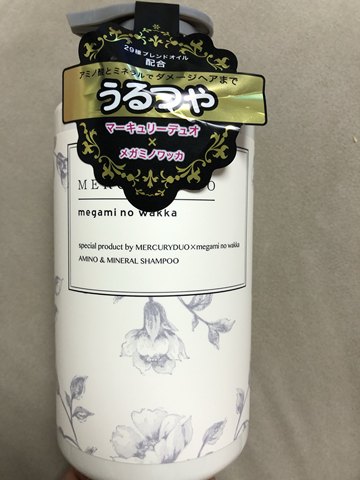 29種ブレンドオイル
配合
アミノ酸とミネラルでダメージヘアまで
うるつや
マーキュリーデュオ
×
メガミノワッカ
megami no wakka
special product by MERCURYDUO×megami no wakka
AMINO & MINERAL SHAMPOO